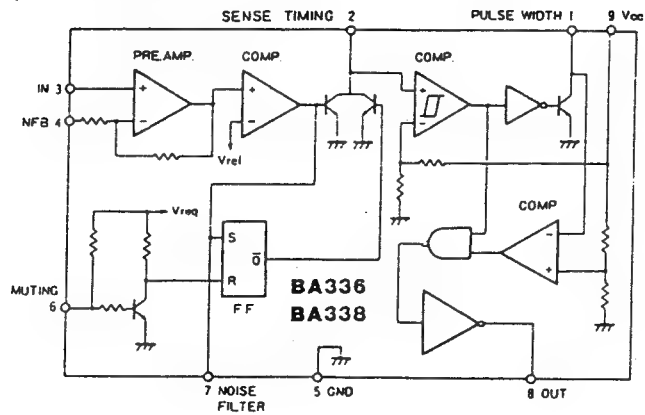 SENSE TIMING 2
PULSE WIDTH 1
9 Vcc
PRE.AMP.
COMP.
COMP.
IN 3
NFB 4
+
-
+
-
+
-
Vref
Vreg
COMP
-
+
S
Q
R
FF
MUTING
6
BA336
BA338
7 NOISE
FILTER
5 GND
8 OUT